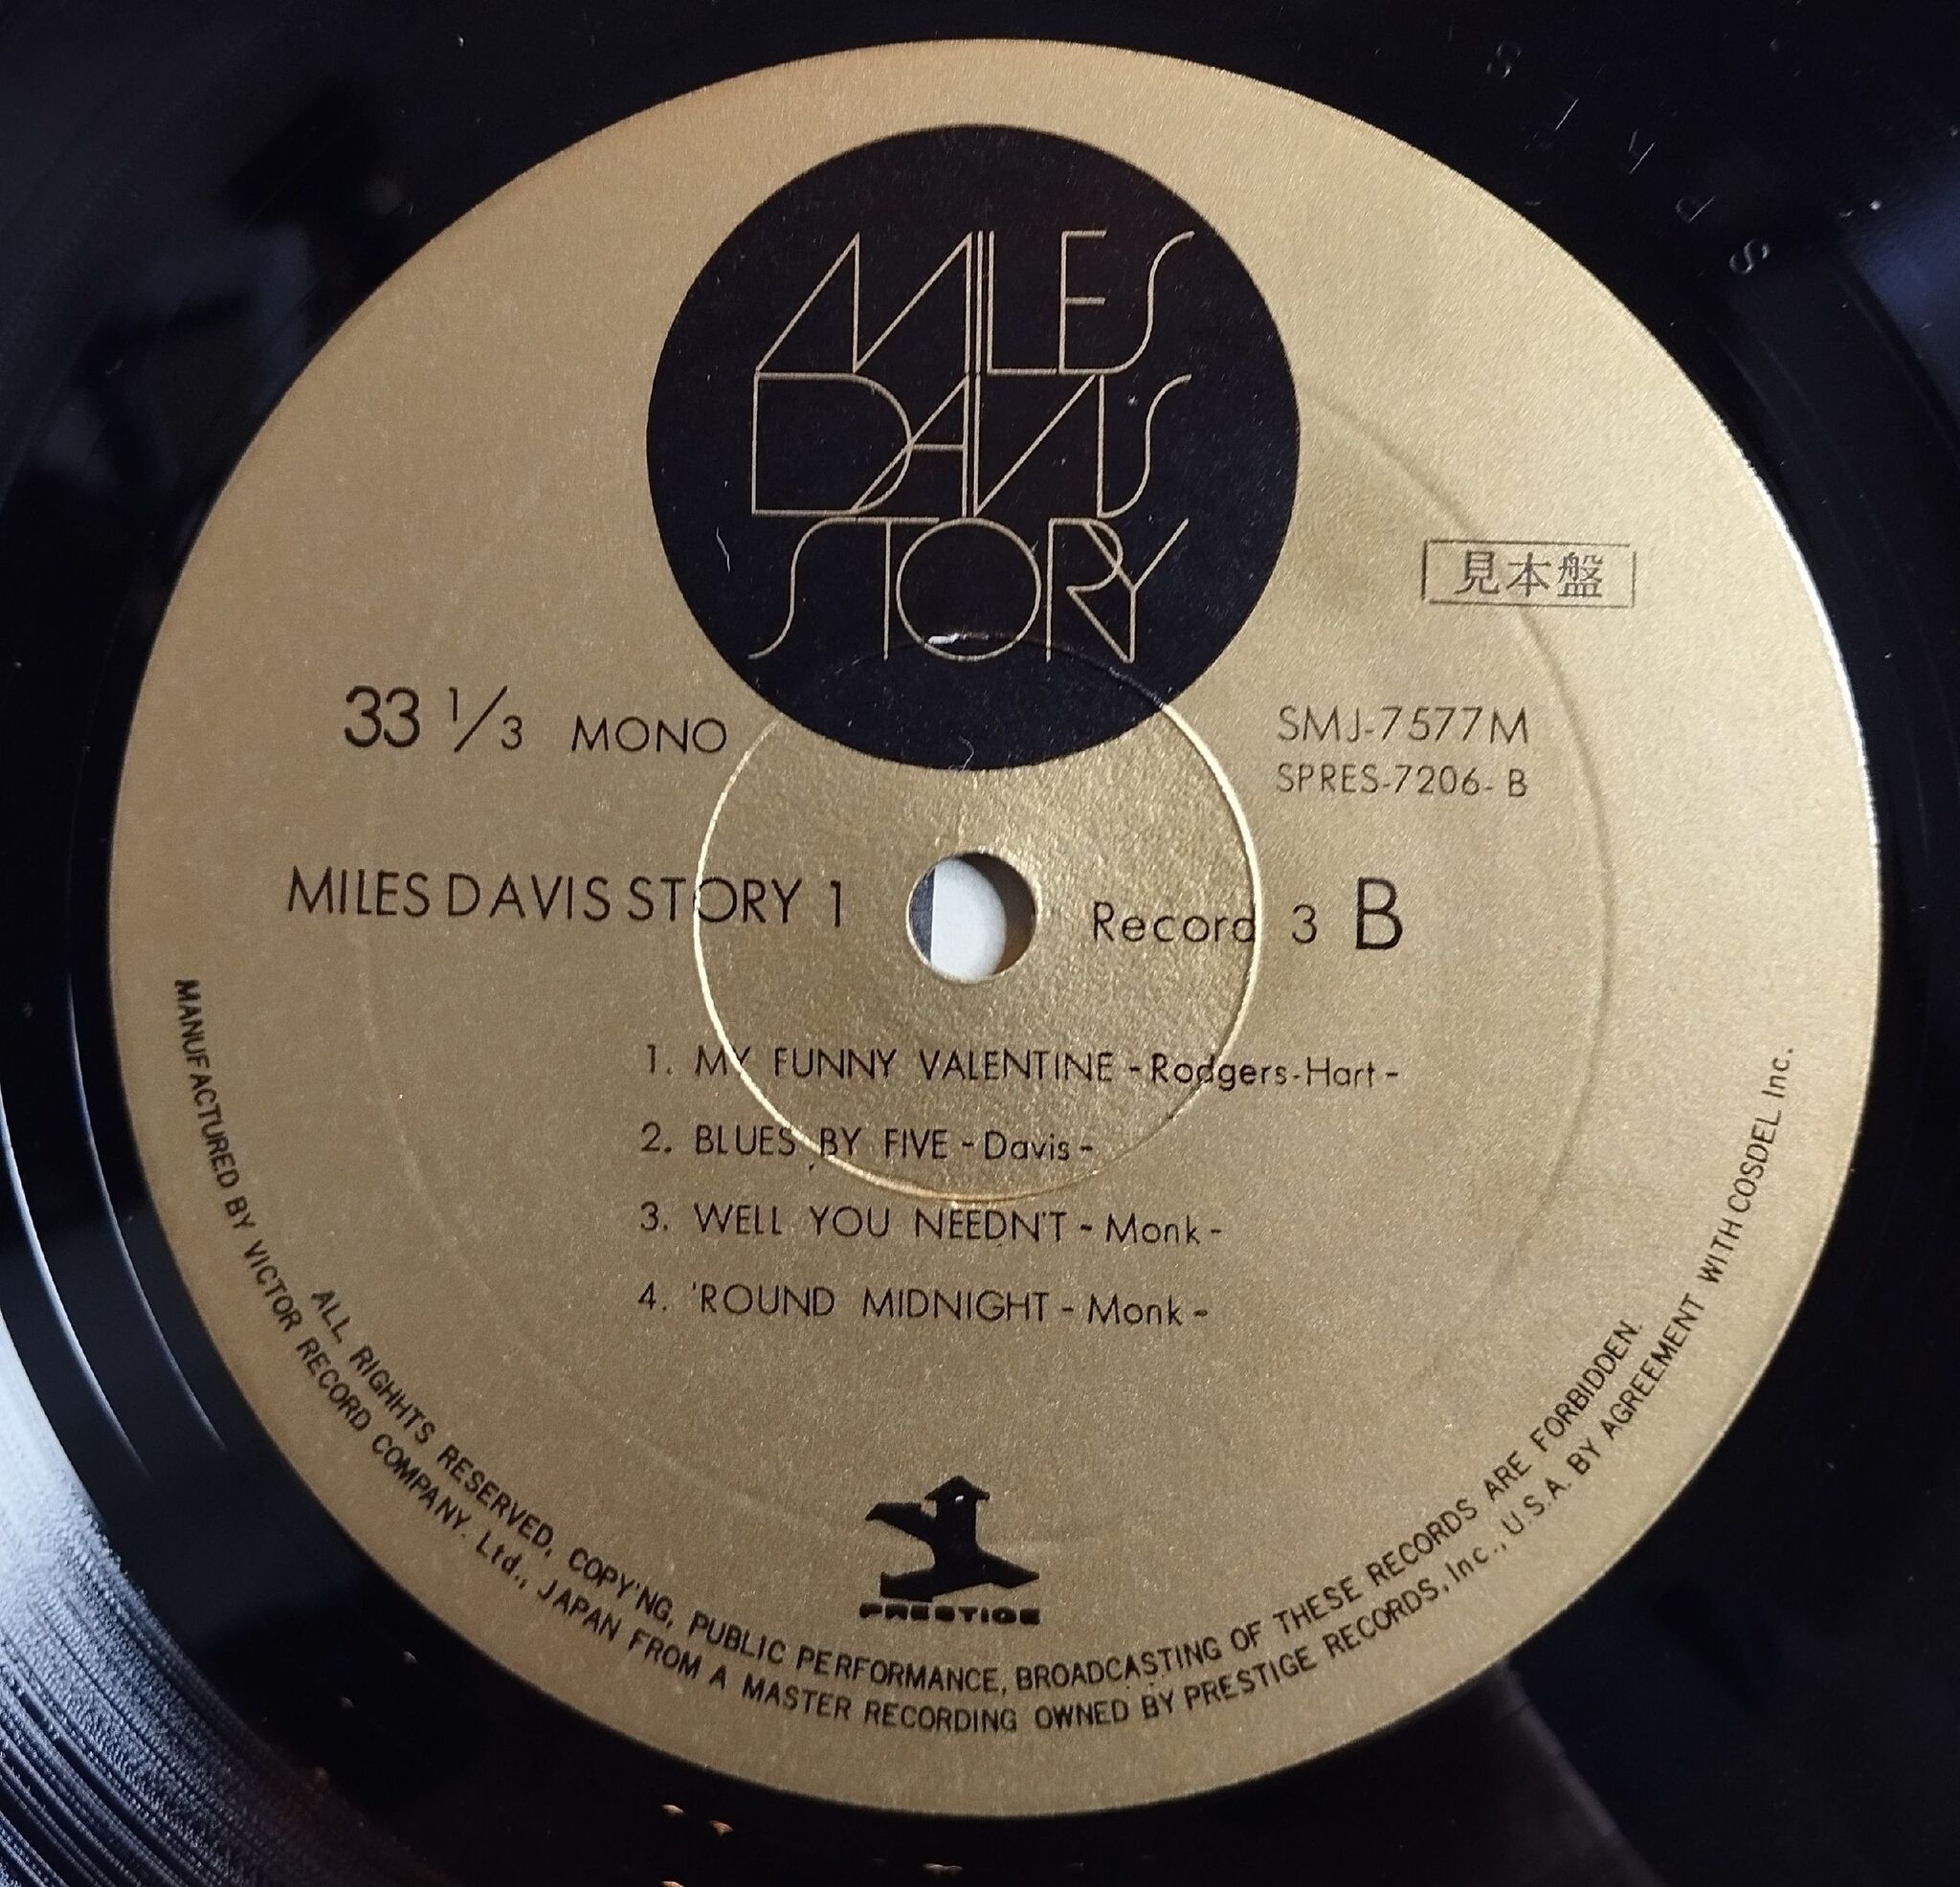 MILES
DAVIS
STORY
見本盤
33 1/3 MONO
SMJ-7577M
SPRES-7206-B
MILES DAVIS STORY 1
Record 3 B
1. MY FUNNY VALENTINE - Rodgers-Hart -
2. BLUES BY FIVE - Davis -
3. WELL YOU NEEDN'T - Monk -
4. 'ROUND MIDNIGHT - Monk -
PRESTIGE
ALL RIGHHTS RESERVED, COPY'NG, PUBLIC PERFORMANCE, BROADCASTING OF THESE RECORDS ARE FORBIDDEN.
MANUFACTURED BY VICTOR RECORD COMPANY. Ltd., JAPAN FROM A MASTER RECORDING OWNED BY PRESTIGE RECORDS, Inc., U.S.A. BY AGREEMENT WITH COSDEL Inc.